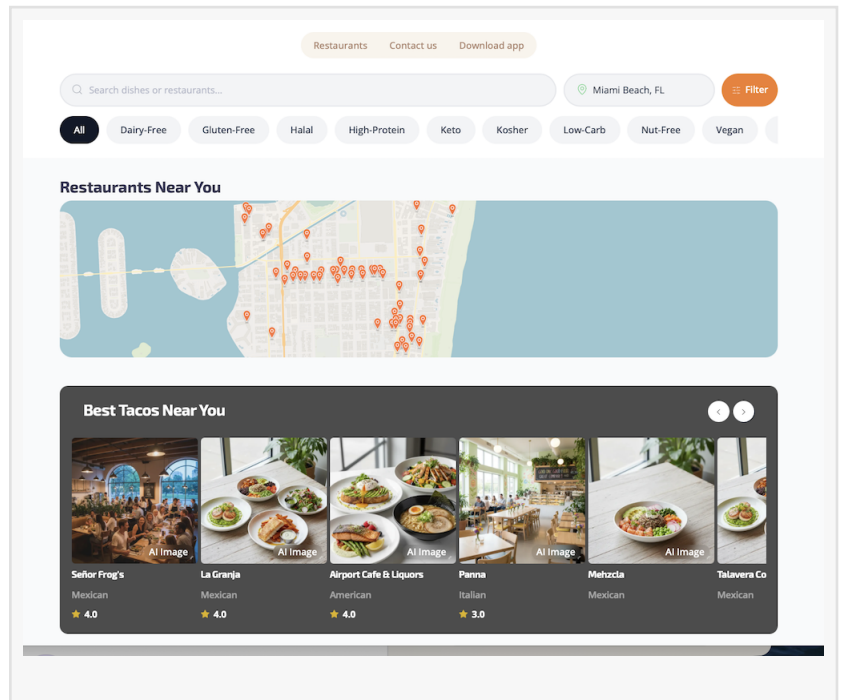 Restaurants Contact us Download app
Search dishes or restaurants...
Miami Beach, FL
Filter
All Dairy-Free Gluten-Free Halal High-Protein Keto Kosher Low-Carb Nut-Free Vegan
Restaurants Near You
Best Tacos Near You
AI Image AI Image AI Image AI Image AI Image
Señor Frog's La Granja Airport Cafe & Liquors Panna Mehzcla Talavera Co
Mexican Mexican American Italian Mexican Mexican
4.0 4.0 4.0 3.0